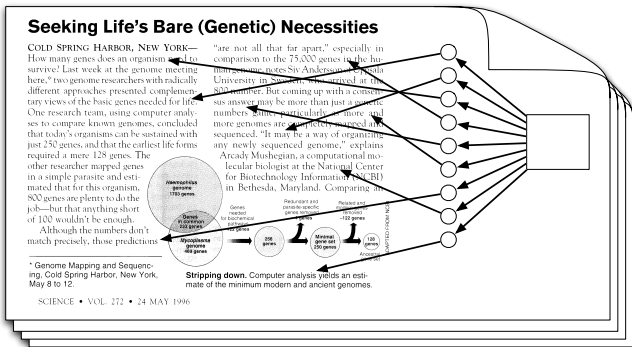 Seeking Life's Bare (Genetic) Necessities
COLD SPRING HARBOR, NEW YORK—
How many genes does an organism need to
survive? Last week at the genome meeting
here,* two genome researchers with radically
different approaches presented complemen-
tary views of the basic genes needed for life.
One research team, using computer analy-
ses to compare known genomes, concluded
that today's organisms can be sustained with
just 250 genes, and that the earliest life forms
required a mere 128 genes. The
other researcher mapped genes
in a simple parasite and esti-
mated that for this organism,
800 genes are plenty to do the
job—but that anything short
of 100 wouldn't be enough.
Although the numbers don't
match precisely, those predictions
* Genome Mapping and Sequenc-
ing, Cold Spring Harbor, New York,
May 8 to 12.
SCIENCE • VOL. 272 • 24 MAY 1996
"are not all that far apart," especially in
comparison to the 75,000 genes in the hu-
man genome, notes Siv Andersson of Uppsala
University in Sweden, who arrived at the
800 number. But coming up with a consen-
sus answer may be more than just a genetic
numbers game, particularly as more and
more genomes are completely mapped and
sequenced. "It may be a way of organizing
any newly sequenced genome," explains
Arcady Mushegian, a computational mo-
lecular biologist at the National Center
for Biotechnology Information (NCBI)
in Bethesda, Maryland. Comparing an
Haemophilus
genome
1703 genes
Genes
in common
233 genes
Mycoplasma
genome
469 genes
Genes
needed
for biochemical
pathways
+22 genes
256
genes
Redundant and
parasite-specific
genes removed
genes
Minimal
gene set
250 genes
Related and
removed
–122 genes
128
genes
Ancestral
ADAPTED FROM NCBI
Stripping down. Computer analysis yields an esti-
mate of the minimum modern and ancient genomes.